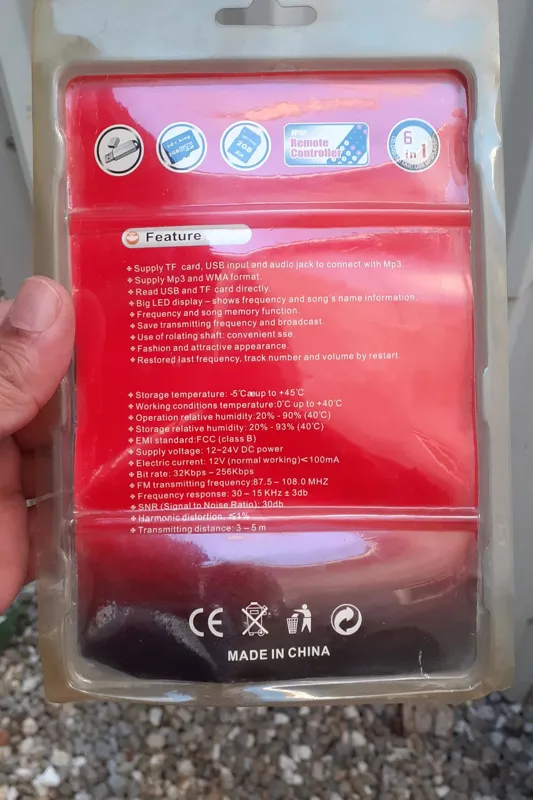 2GB
With
Remote
Controller
6
in 1
Feature
Supply TF card, USB input and audio jack to connect with Mp3.
Supply Mp3 and WMA format.
Read USB and TF card directly.
Big LED display – shows frequency and song's name information.
Frequency and song memory function.
Save transmitting frequency and broadcast.
Use of rolating shaft: convenient sse.
Fashion and attractive appearance.
Restored last frequency, track number and volume by restart.
Storage temperature: -5℃æup to +45℃
Working conditions temperature:0℃ up to +40℃
Operation relative humidity:20% - 90% (40℃)
Storage relative humidity: 20% - 93% (40℃)
EMI standard:FCC (class B)
Supply voltage: 12~24V DC power
Electric current: 12V (normal working)<100mA
Bit rate: 32Kbps – 256Kbps
FM transmitting frequency:87.5 – 108.0 MHZ
Frequency response: 30 – 15 KHz ± 3db
SNR (Signal to Noise Ratio): 30db
Harmonic distortion: ≤1%
Transmitting distance: 3 – 5 m
CE
MADE IN CHINA